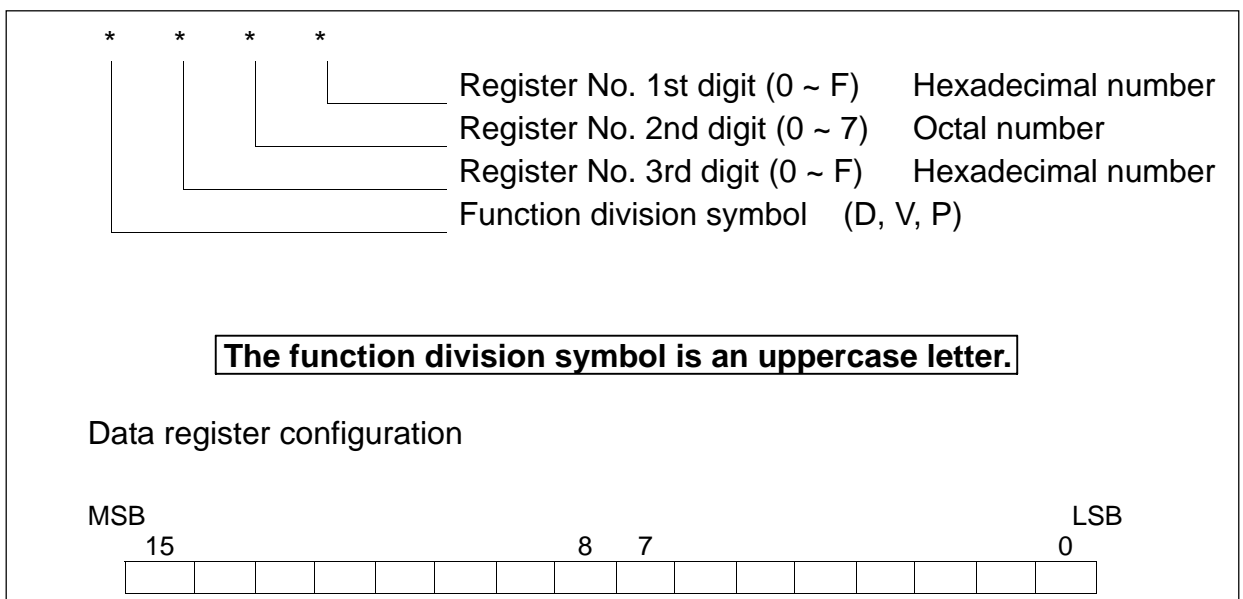 * * * *
Register No. 1st digit (0 ~ F) Hexadecimal number
Register No. 2nd digit (0 ~ 7) Octal number
Register No. 3rd digit (0 ~ F) Hexadecimal number
Function division symbol (D, V, P)
The function division symbol is an uppercase letter.
Data register configuration
MSB LSB
15 8 7 0